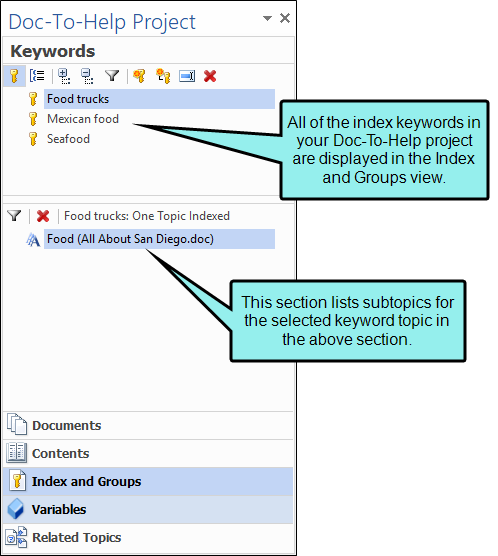 Doc-To-Help Project
Keywords
Food trucks
Mexican food
Seafood
All of the index keywords in
your Doc-To-Help project
are displayed in the Index
and Groups view.
Food trucks: One Topic Indexed
Food (All About San Diego.doc)
This section lists subtopics for
the selected keyword topic in
the above section.
Documents
Contents
Index and Groups
Variables
Related Topics